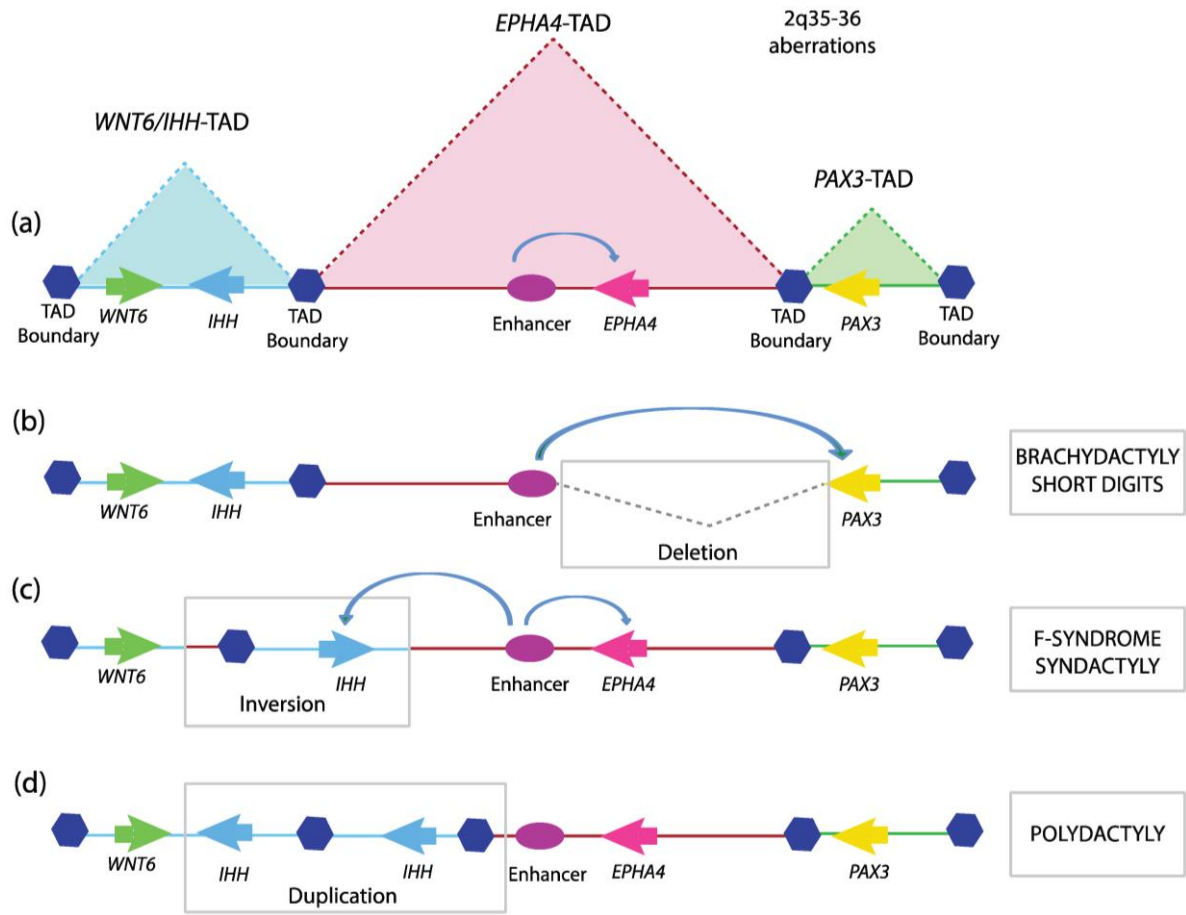 EPHA4-TAD
2q35-36
aberrations
WNT6/IHH-TAD
PAX3-TAD
(a)
TAD
Boundary
WNT6
IHH
TAD
Boundary
Enhancer
EPHA4
TAD
Boundary
PAX3
TAD
Boundary
(b)
WNT6
IHH
Enhancer
Deletion
PAX3
BRACHYDACTYLY
SHORT DIGITS
(c)
WNT6
IHH
Inversion
Enhancer
EPHA4
PAX3
F-SYNDROME
SYNDACTYLY
(d)
WNT6
IHH
IHH
Duplication
Enhancer
EPHA4
PAX3
POLYDACTYLY